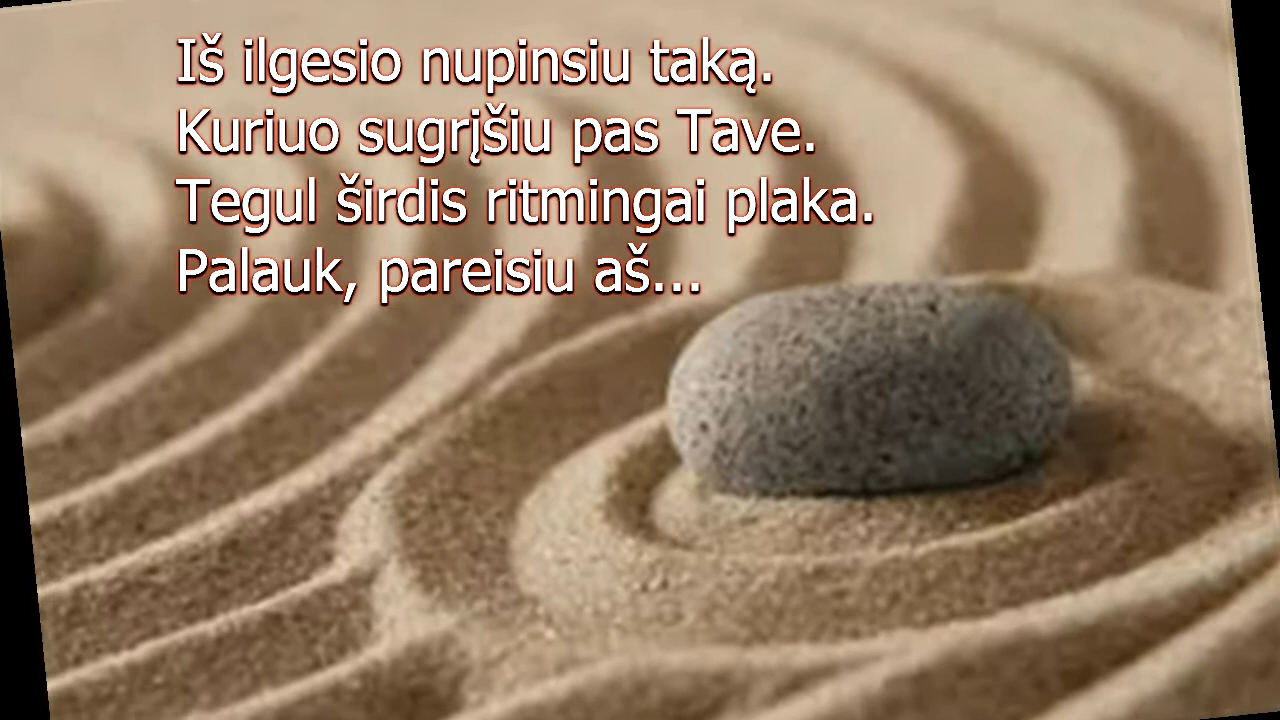 Iš ilgesio nupinsiu taką.
Kuriuo sugrįšiu pas Tave.
Tegul širdis ritmingai plaka.
Palauk, pareisiu aš...